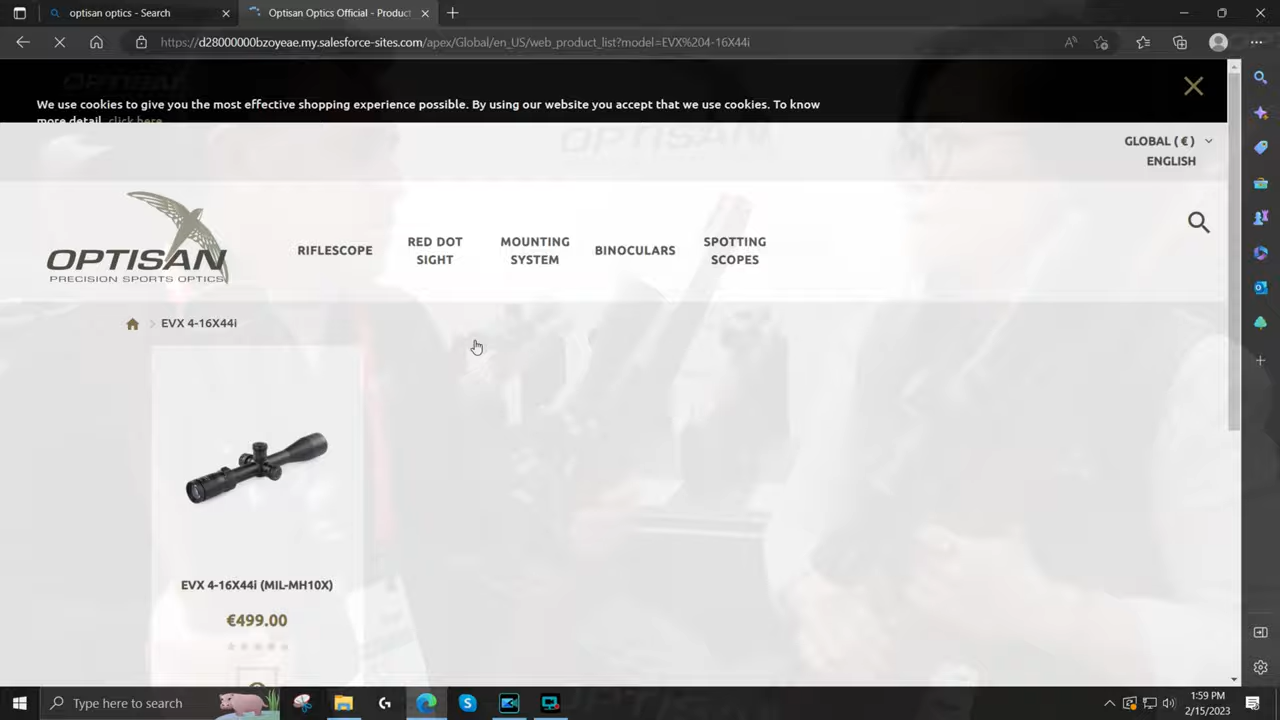 optisan optics - Search
Optisan Optics Official - Product
https://d28000000bzoyeae.my.salesforce-sites.com/apex/Global/en_US/web_product_list?model=EVX%204-16X44i
We use cookies to give you the most effective shopping experience possible. By using our website you accept that we use cookies. To know
more detail, click here
OPTISAN
GLOBAL ( € )
ENGLISH
OPTISAN
PRECISION SPORTS OPTICS
RIFLESCOPE
RED DOT
SIGHT
MOUNTING
SYSTEM
BINOCULARS
SPOTTING
SCOPES
EVX 4-16X44i
EVX 4-16X44i (MIL-MH10X)
€499.00
Type here to search
1:59 PM
2/15/2023